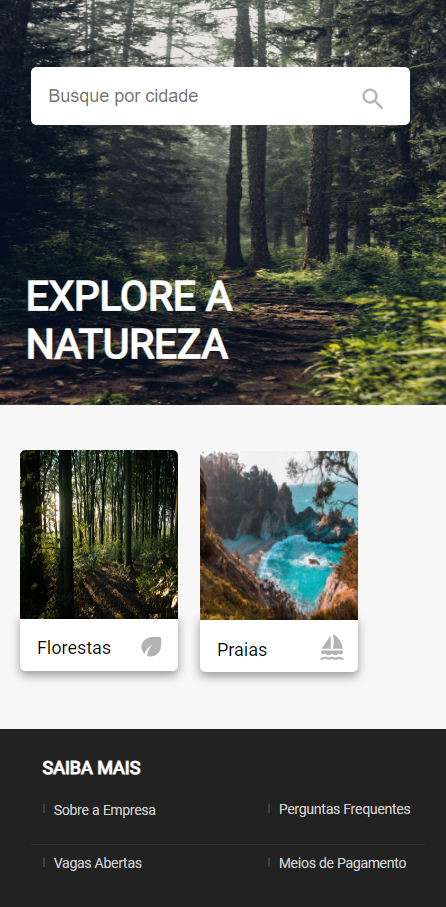 Busque por cidade
EXPLORE A
NATUREZA
Florestas
Praias
SAIBA MAIS
Sobre a Empresa
Perguntas Frequentes
Vagas Abertas
Meios de Pagamento